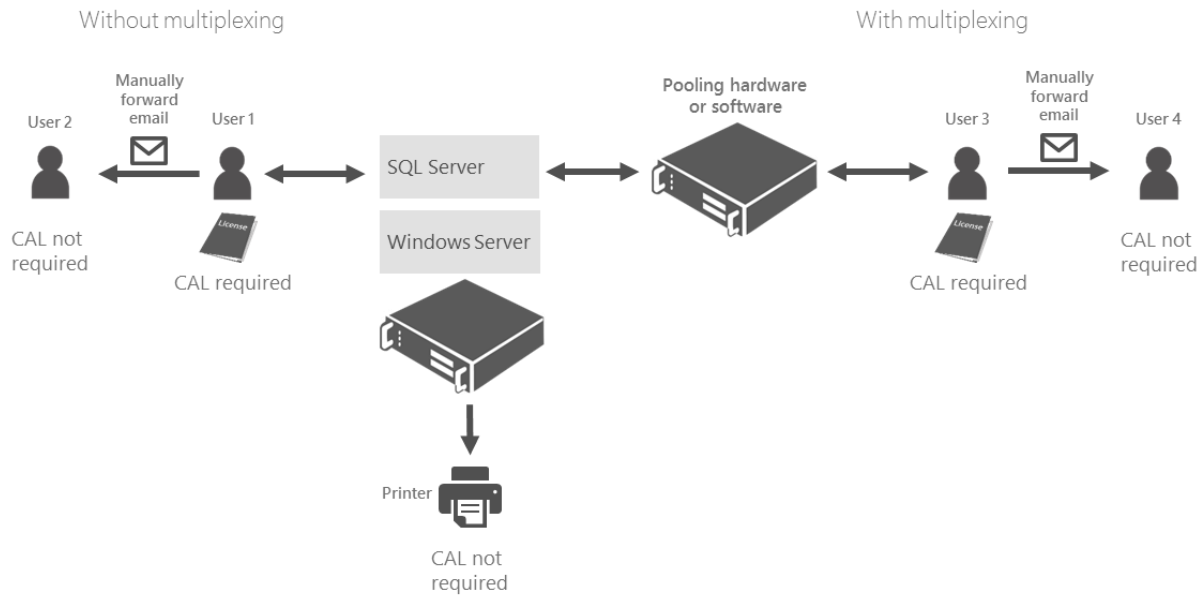 Without multiplexing
With multiplexing
Manually
forward
email
User 2
User 1
CAL not
required
License
CAL required
SQL Server
Windows Server
Printer
CAL not
required
Pooling hardware
or software
Manually
forward
email
User 3
User 4
License
CAL required
CAL not
required